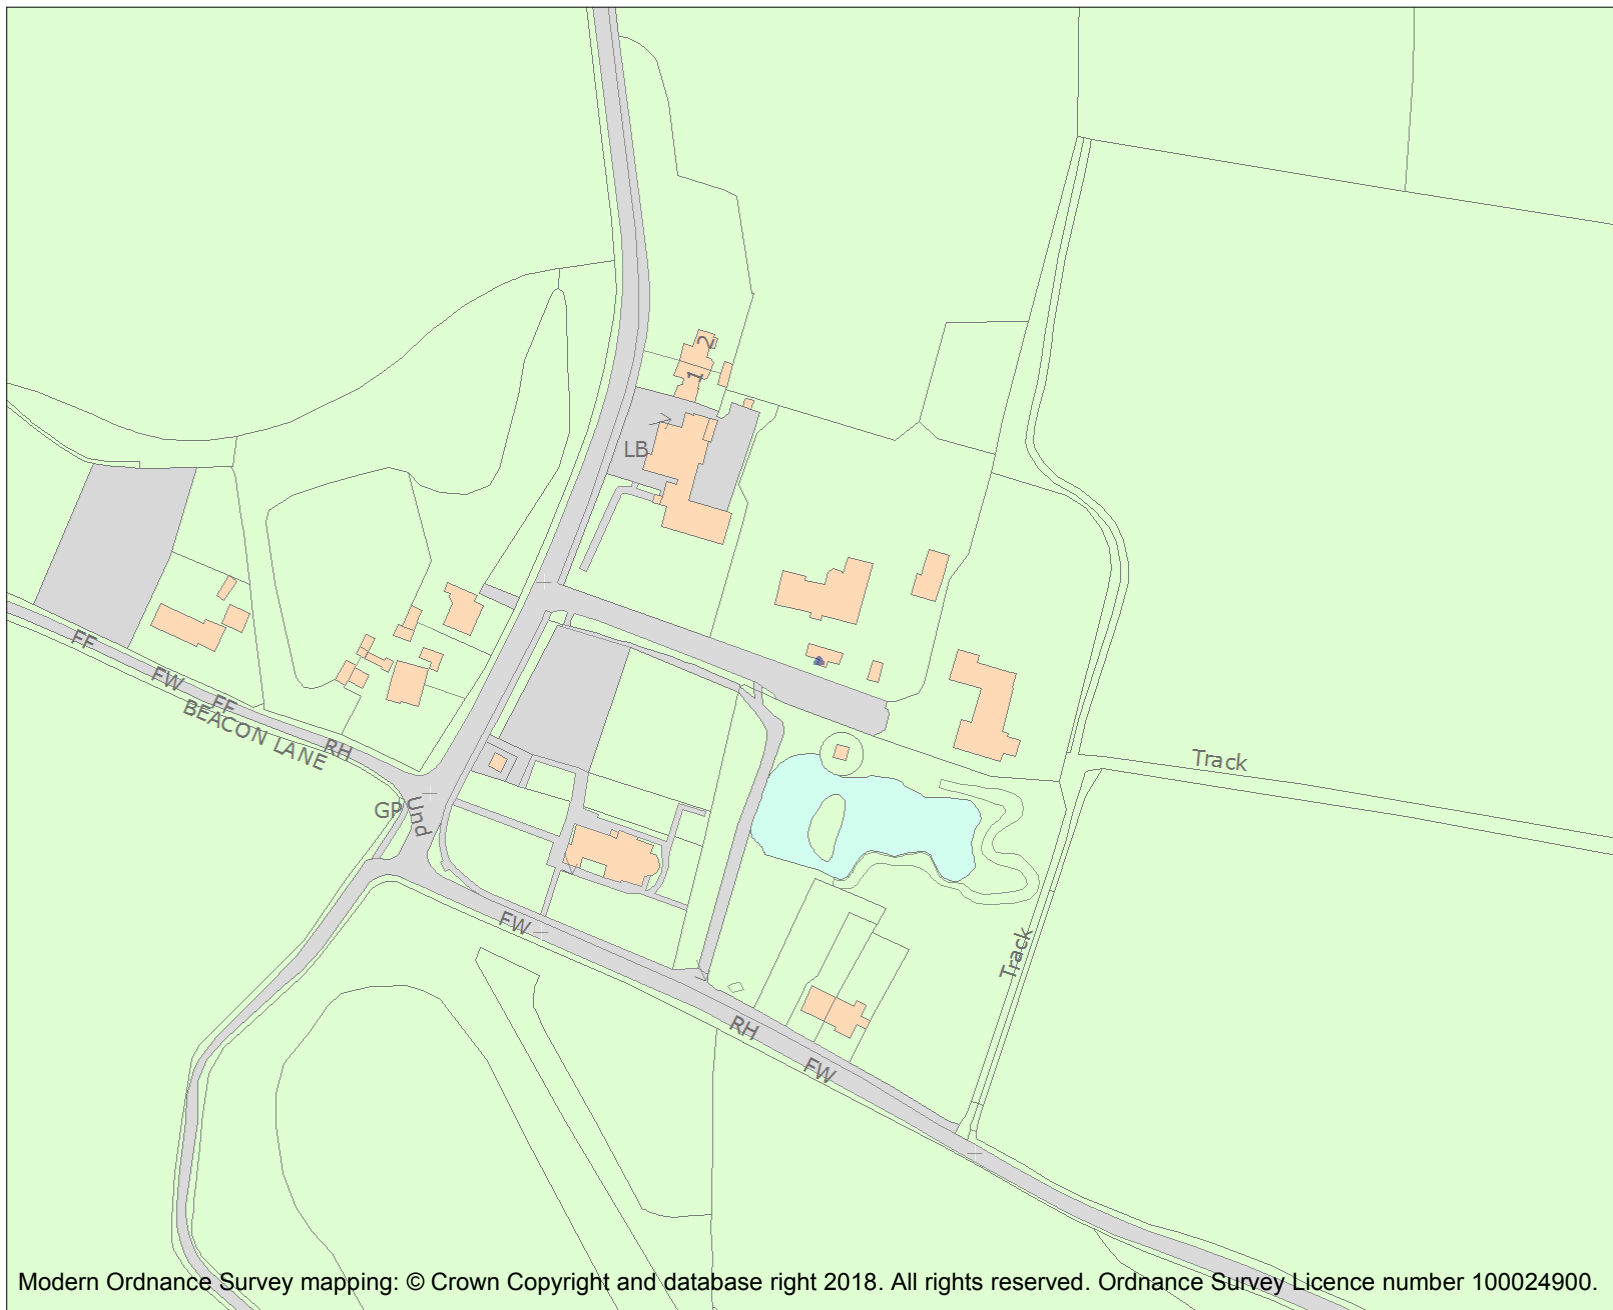 2
1
LB
FF
FW
FF
BEACON LANE
RH
Track
GP
Und
FW
Track
RH
FW
Modern Ordnance Survey mapping: © Crown Copyright and database right 2018. All rights reserved. Ordnance Survey Licence number 100024900.